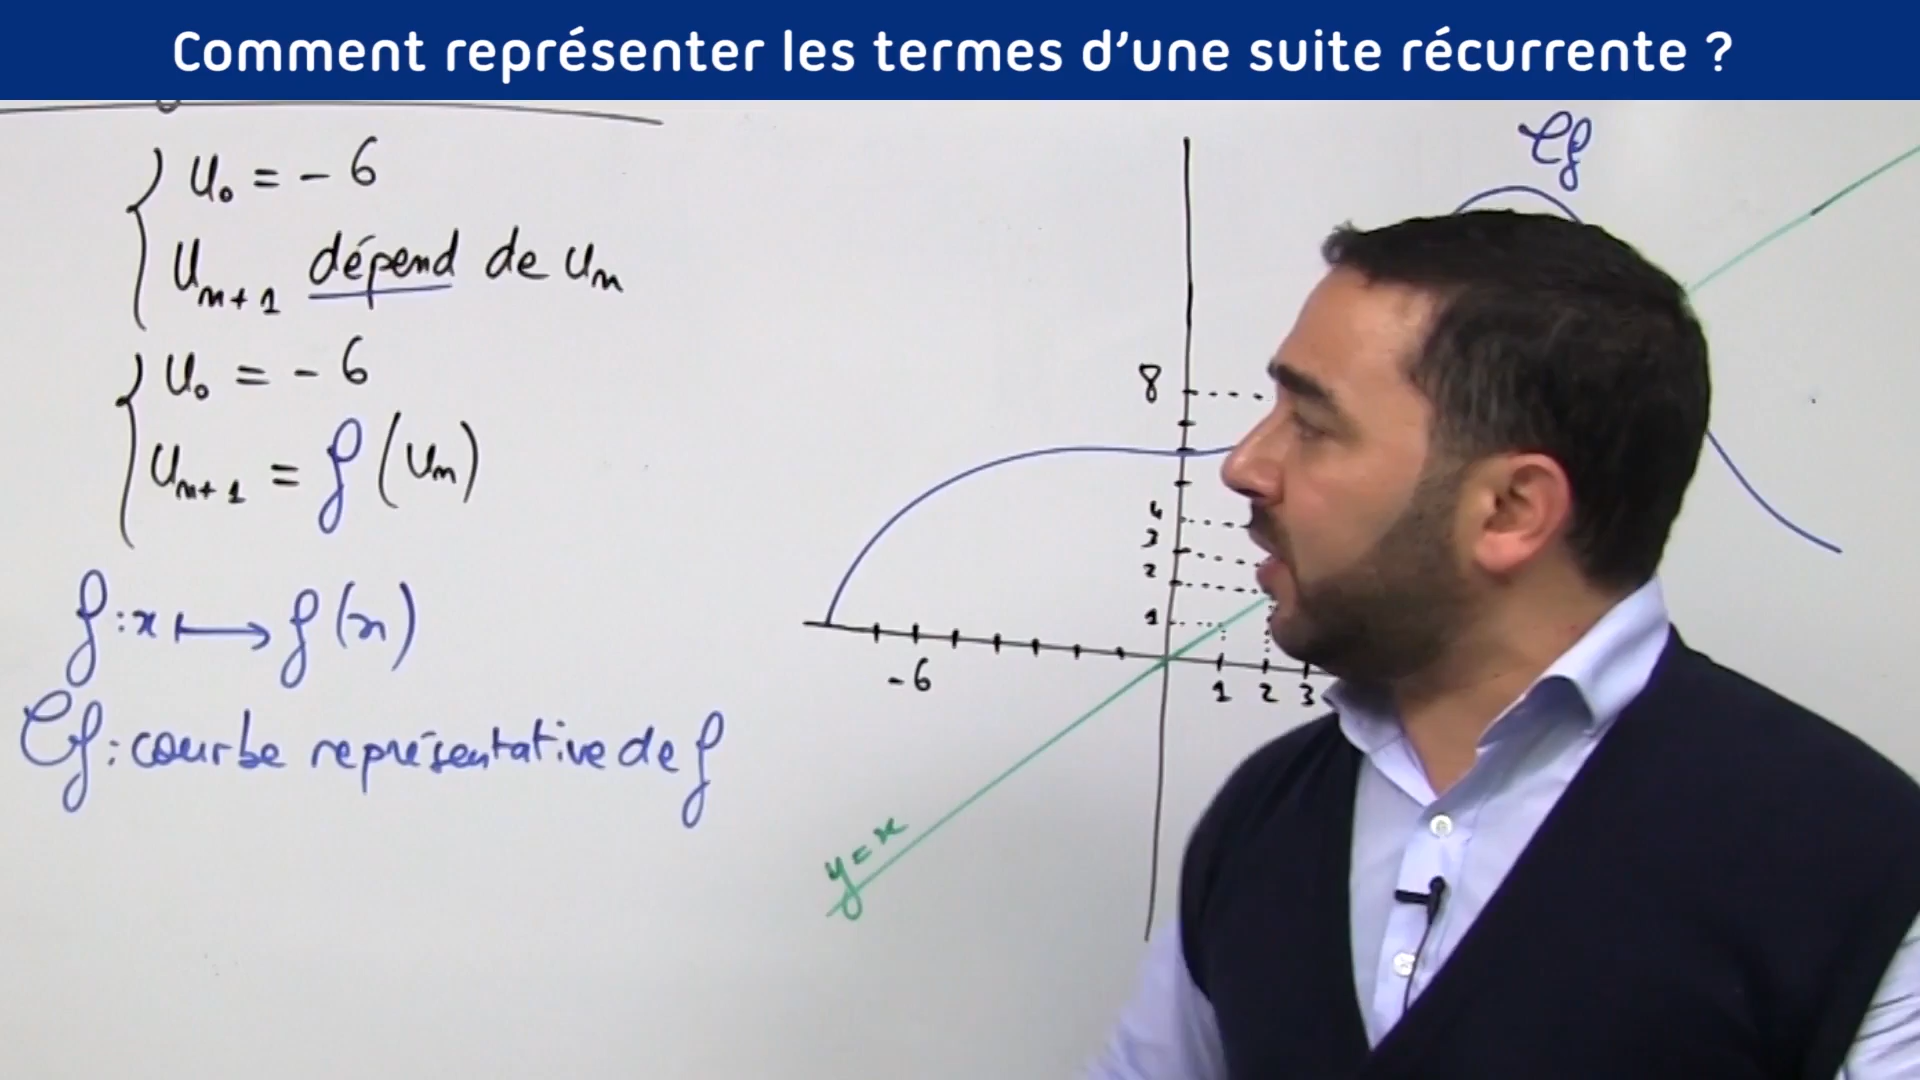 Comment représenter les termes d'une suite récurrente ?
u₀ = - 6
uₙ₊₁ dépend de uₙ
u₀ = - 6
uₙ₊₁ = f (uₙ)
f : x ⟼ f (x)
Cf : courbe représentative de f
Cf
8
4
3
2
1
-6
1 2 3
y = x